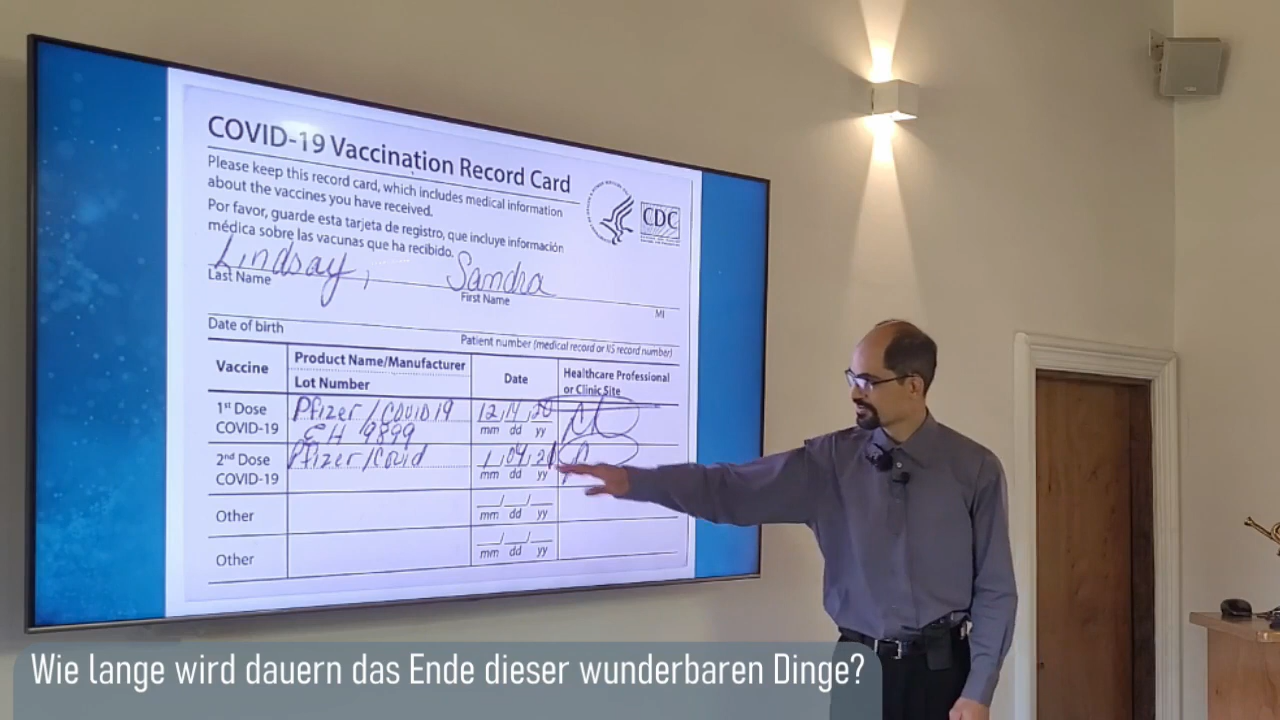 COVID-19 Vaccination Record Card
Please keep this record card, which includes medical information
about the vaccines you have received.
Por favor, guarde esta tarjeta de registro, que incluye información
médica sobre las vacunas que ha recibido.
CDC
Lindsay, Sandra
Last Name First Name MI
Date of birth Patient number (medical record or IIS record number)
Vaccine Product Name/Manufacturer Date Healthcare Professional
Lot Number or Clinic Site
1st Dose Pfizer/COVID19 12,14,20
COVID-19 EH 9899 mm dd yy
2nd Dose Pfizer/Covid 1,04,21
COVID-19 mm dd yy
Other mm dd yy
Other mm dd yy
Wie lange wird dauern das Ende dieser wunderbaren Dinge?